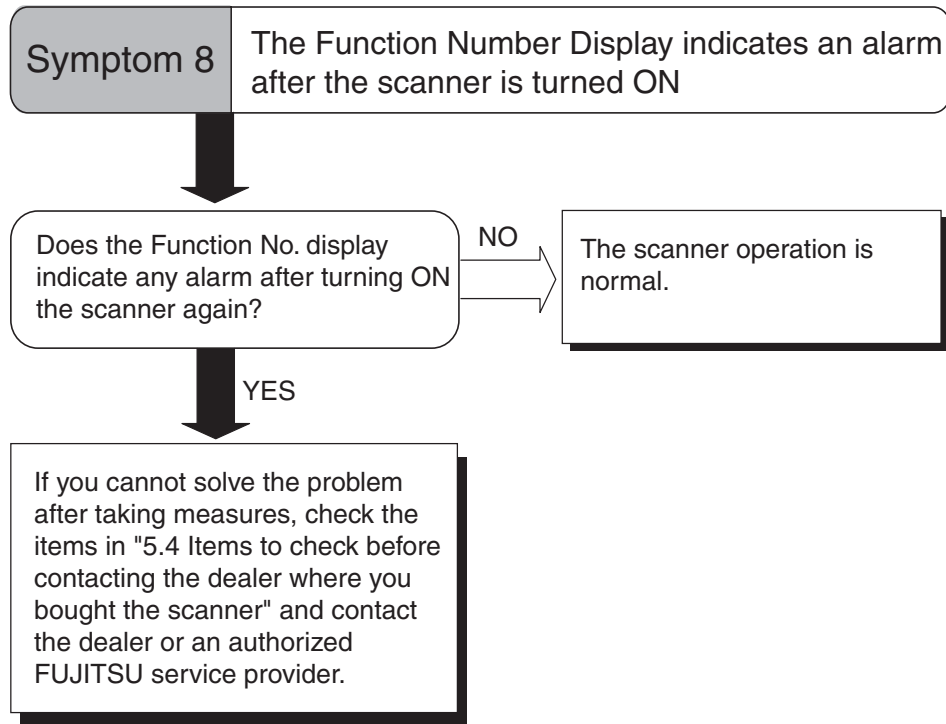 Symptom 8
The Function Number Display indicates an alarm
after the scanner is turned ON
Does the Function No. display
indicate any alarm after turning ON
the scanner again?
NO
The scanner operation is
normal.
YES
If you cannot solve the problem
after taking measures, check the
items in "5.4 Items to check before
contacting the dealer where you
bought the scanner" and contact
the dealer or an authorized
FUJITSU service provider.